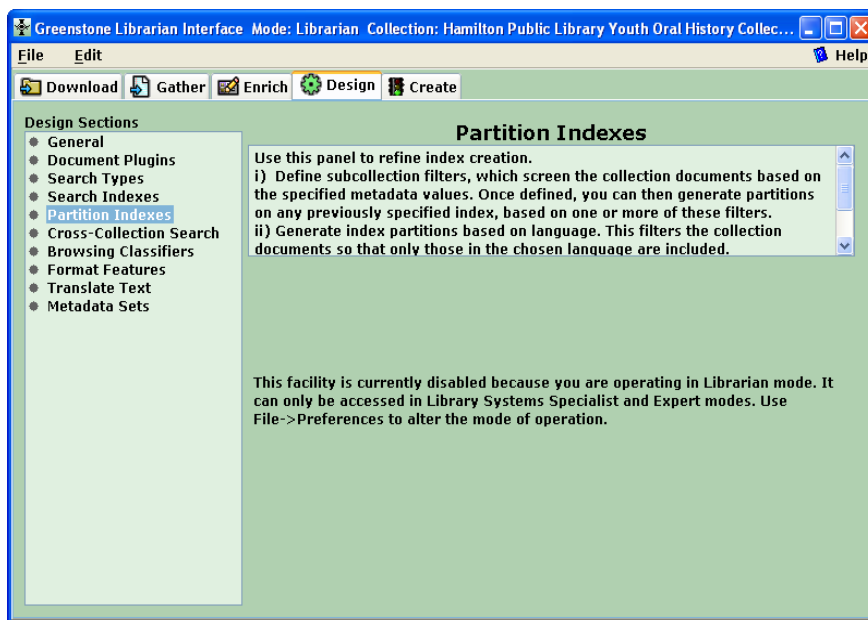 Greenstone Librarian Interface Mode: Librarian Collection: Hamilton Public Library Youth Oral History Collec...
File Edit Help
Download Gather Enrich Design Create
Design Sections
General
Document Plugins
Search Types
Search Indexes
Partition Indexes
Cross-Collection Search
Browsing Classifiers
Format Features
Translate Text
Metadata Sets
Partition Indexes
Use this panel to refine index creation.
i) Define subcollection filters, which screen the collection documents based on
the specified metadata values. Once defined, you can then generate partitions
on any previously specified index, based on one or more of these filters.
ii) Generate index partitions based on language. This filters the collection
documents so that only those in the chosen language are included.
This facility is currently disabled because you are operating in Librarian mode. It
can only be accessed in Library Systems Specialist and Expert modes. Use
File->Preferences to alter the mode of operation.